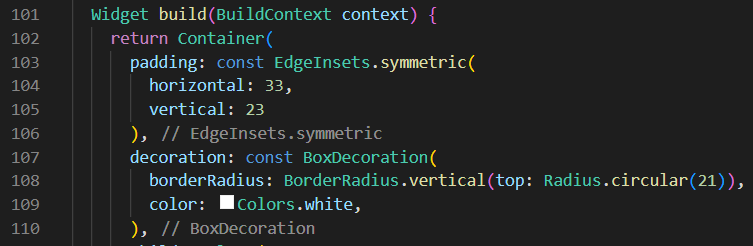 101 Widget build(BuildContext context) {
102 return Container(
103 padding: const EdgeInsets.symmetric(
104 horizontal: 33,
105 vertical: 23
106 ), // EdgeInsets.symmetric
107 decoration: const BoxDecoration(
108 borderRadius: BorderRadius.vertical(top: Radius.circular(21)),
109 color: Colors.white,
110 ), // BoxDecoration